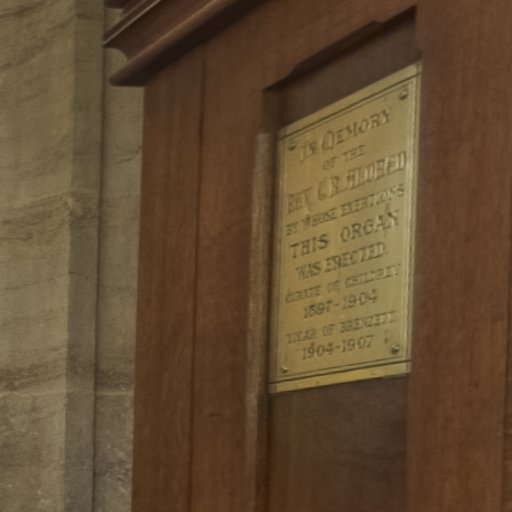 IN MEMORY
OF THE
REV. C. R.
BY WHOSE EXERTIONS
THIS ORGAN
WAS ERECTED
CURATE OF CHILDREY
1897-1904
VICAR OF
1904-1907